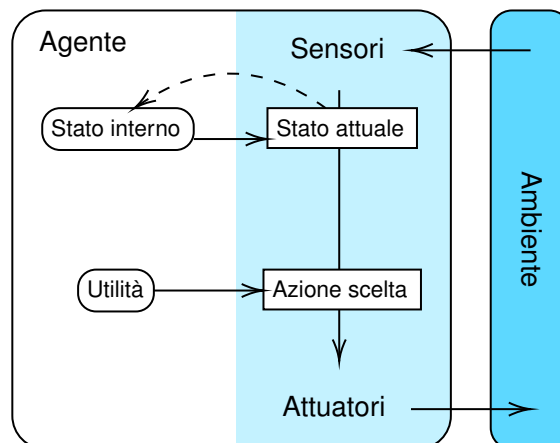 Agente
Sensori
Stato interno
Stato attuale
Ambiente
Utilità
Azione scelta
Attuatori